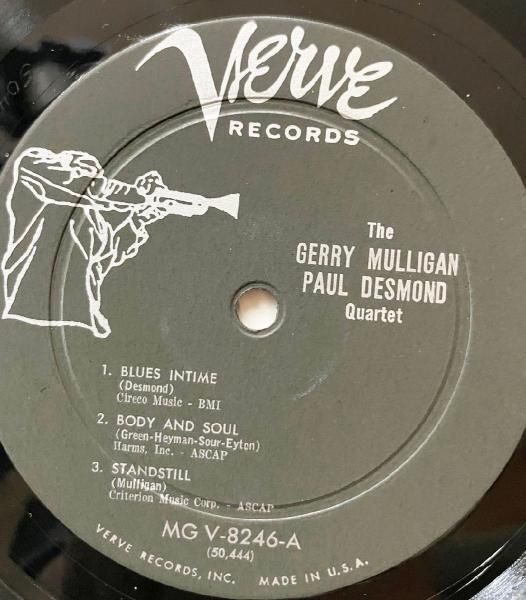 Verve
RECORDS
The
GERRY MULLIGAN
PAUL DESMOND
Quartet
1. BLUES INTIME
(Desmond)
Cireco Music - BMI
2. BODY AND SOUL
(Green-Heyman-Sour-Eyton)
Harms, Inc. - ASCAP
3. STANDSTILL
(Mulligan)
Criterion Music Corp. - ASCAP
MG V-8246-A
(50,444)
VERVE RECORDS, INC. MADE IN U.S.A.